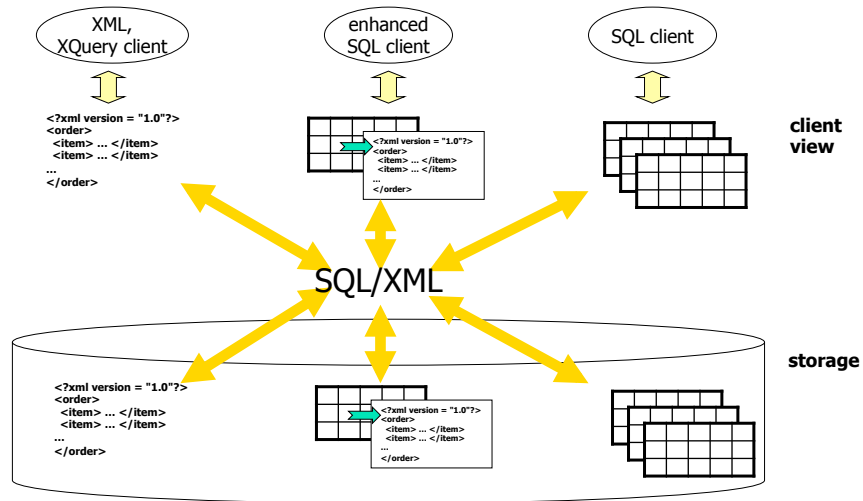 XML,
XQuery client
enhanced
SQL client
SQL client
<?xml version = "1.0"?>
<order>
<item> ... </item>
<item> ... </item>
...
</order>
<?xml version = "1.0"?>
<order>
<item> ... </item>
<item> ... </item>
...
</order>
client
view
SQL/XML
storage
<?xml version = "1.0"?>
<order>
<item> ... </item>
<item> ... </item>
...
</order>
<?xml version = "1.0"?>
<order>
<item> ... </item>
<item> ... </item>
...
</order>